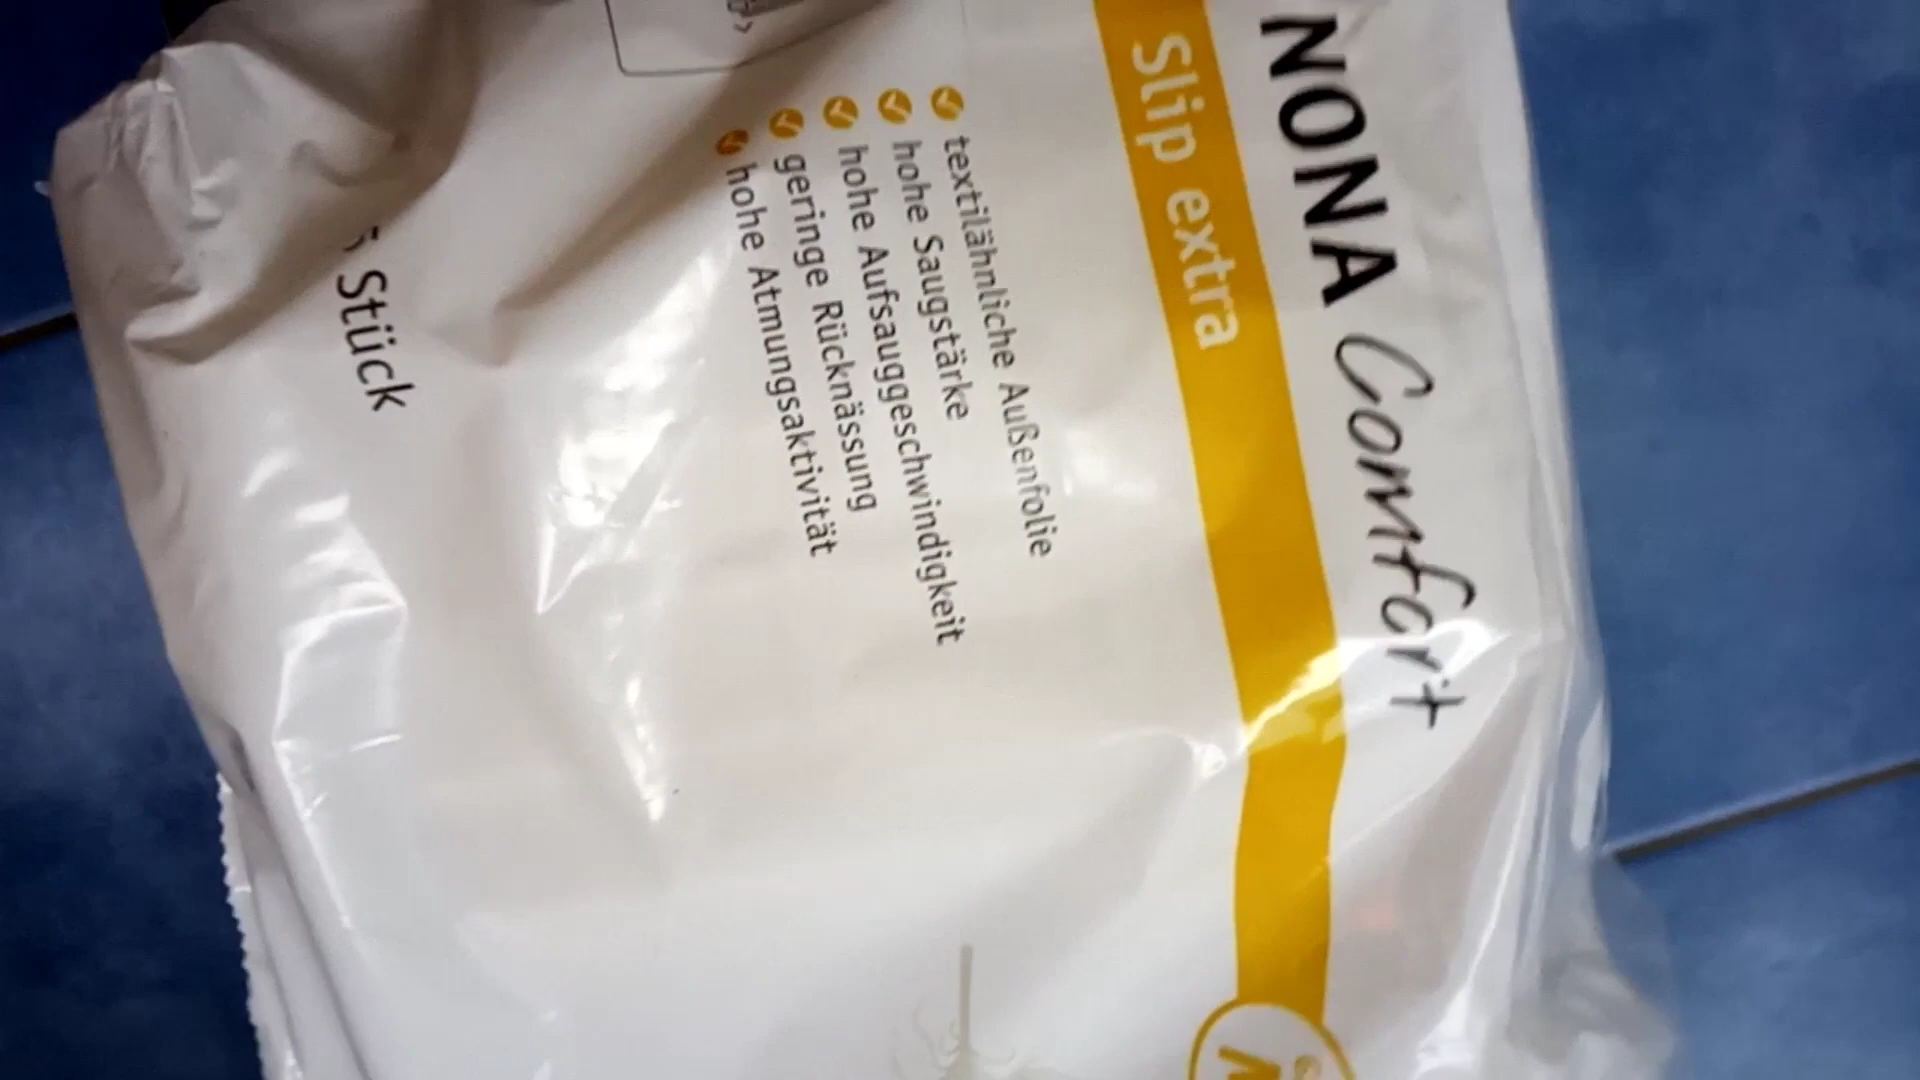 NONA Comfort
Slip extra
textilähnliche Außenfolie
hohe Saugstärke
hohe Aufsauggeschwindigkeit
geringe Rücknässung
hohe Atmungsaktivität
Stück